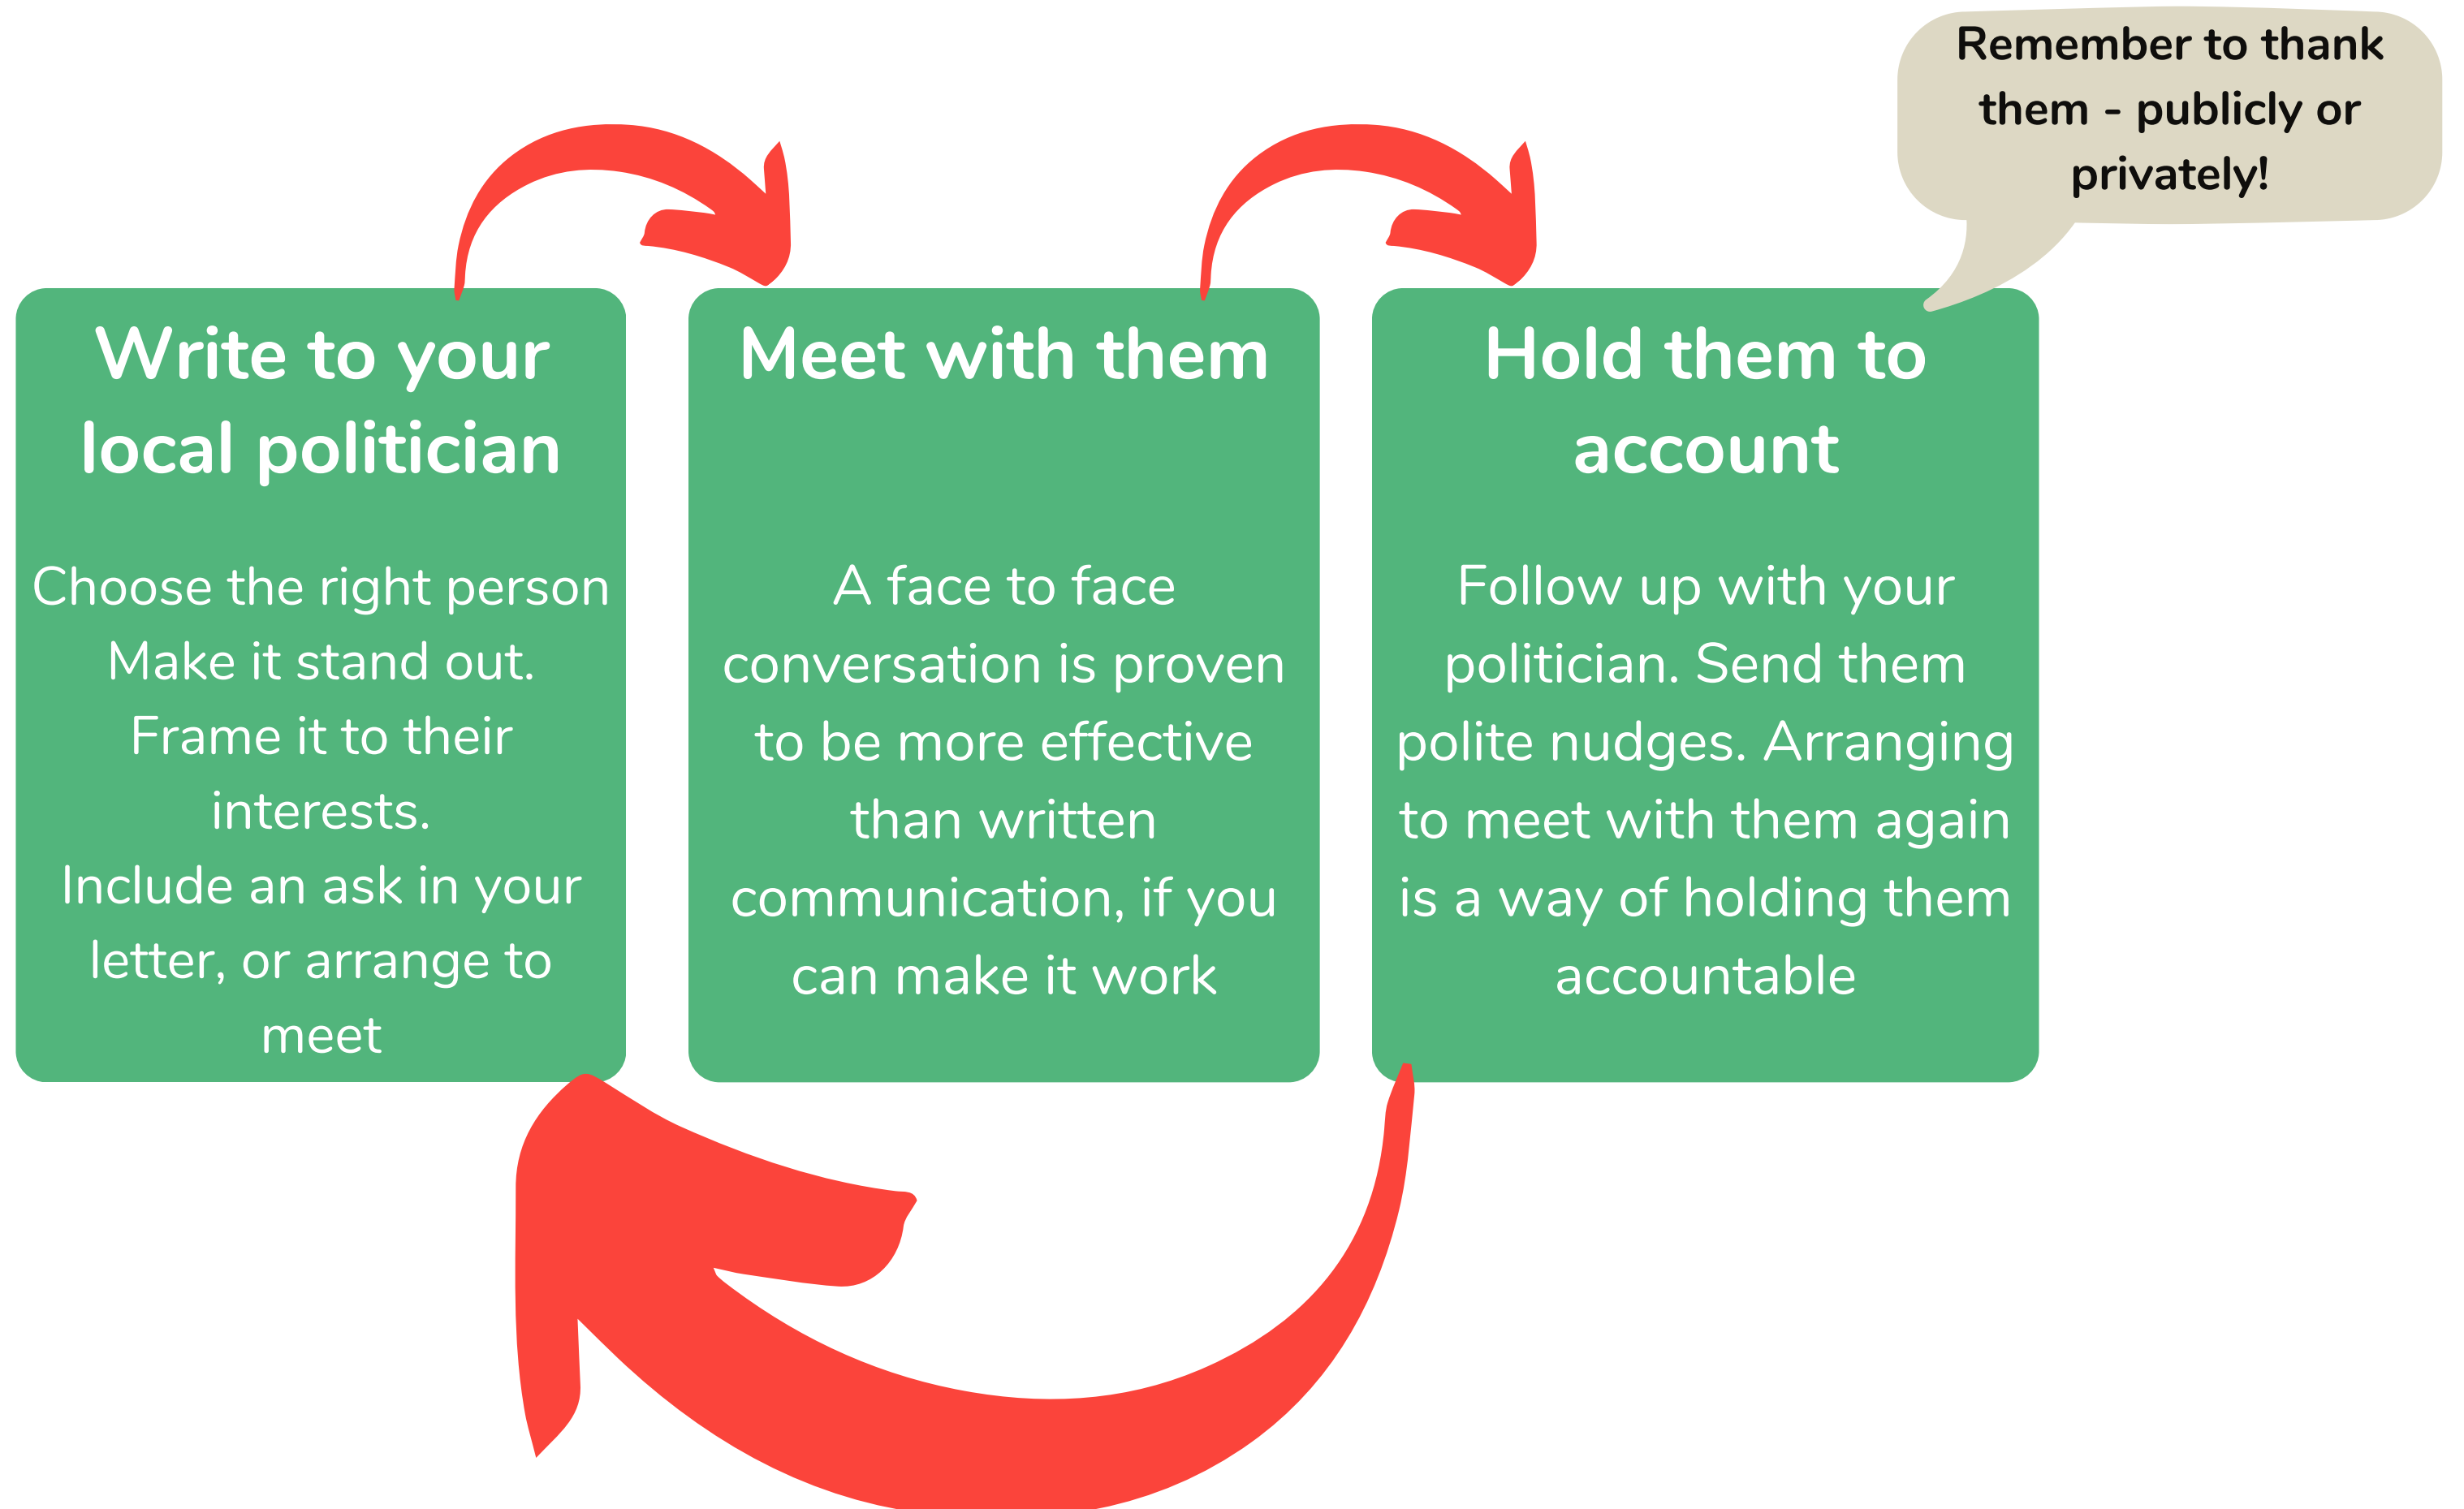 Remember to thank
them - publicly or
privately!
Write to your
local politician
Choose the right person
Make it stand out.
Frame it to their
interests.
Include an ask in your
letter, or arrange to
meet
Meet with them
A face to face
conversation is proven
to be more effective
than written
communication, if you
can make it work
Hold them to
account
Follow up with your
politician. Send them
polite nudges. Arranging
to meet with them again
is a way of holding them
accountable